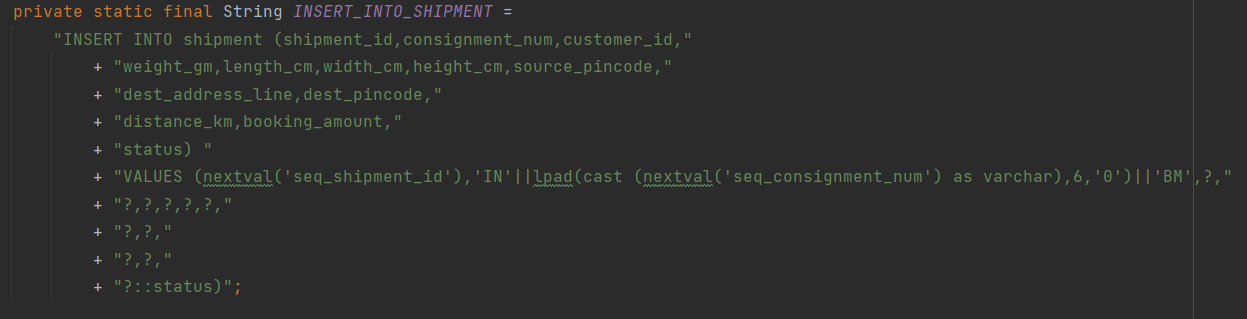 private static final String INSERT_INTO_SHIPMENT =
"INSERT INTO shipment (shipment_id,consignment_num,customer_id,"
+ "weight_gm,length_cm,width_cm,height_cm,source_pincode,"
+ "dest_address_line,dest_pincode,"
+ "distance_km,booking_amount,"
+ "status) "
+ "VALUES (nextval('seq_shipment_id'),'IN'||lpad(cast (nextval('seq_consignment_num') as varchar),6,'0')||'BM',?,"
+ "?,?,?,?,?,"
+ "?,?,"
+ "?,?,"
+ "?::status)";